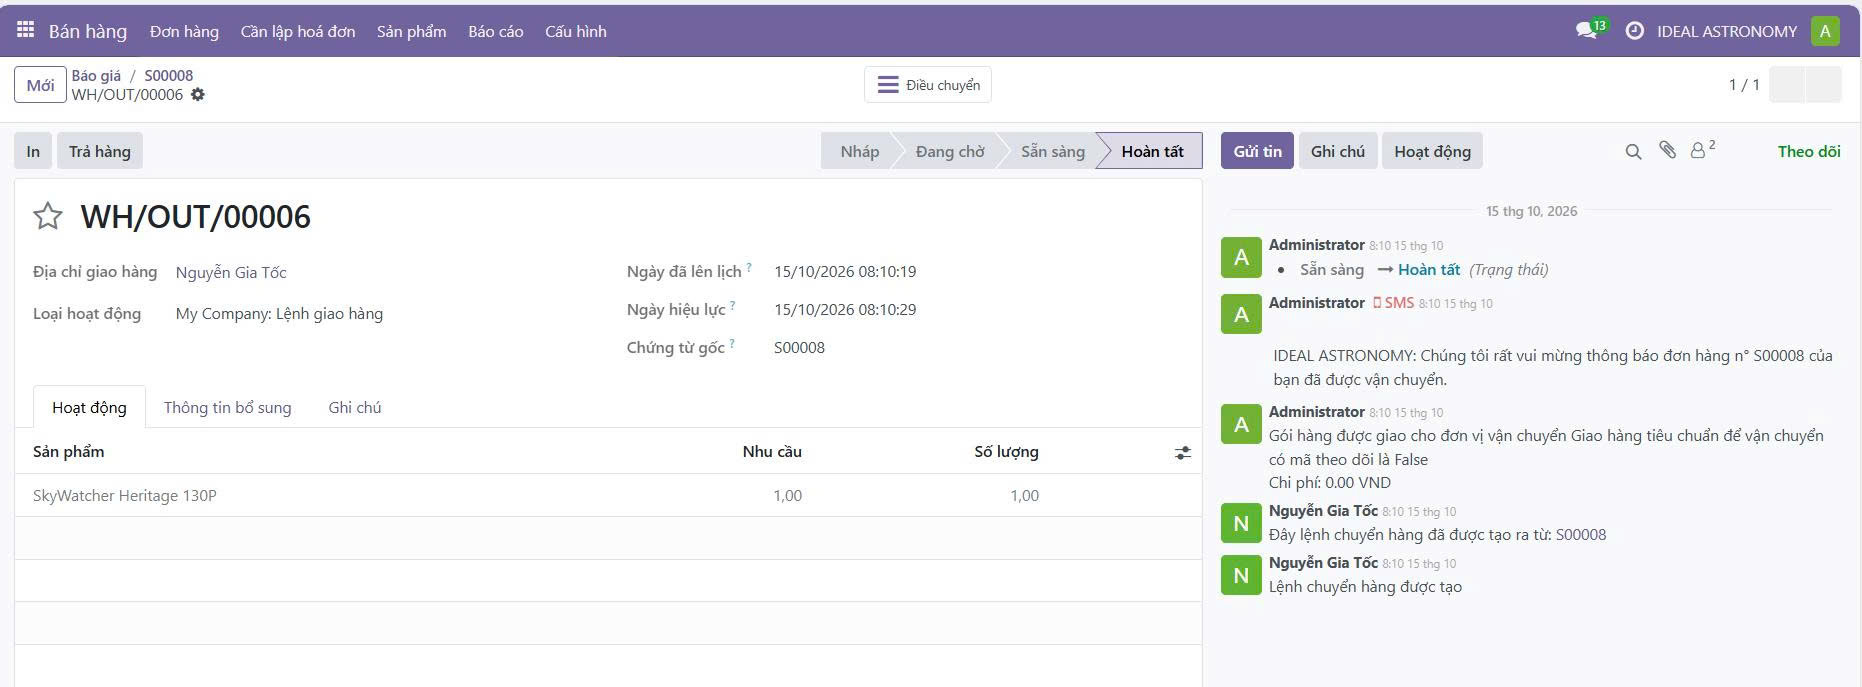 Bán hàng Đơn hàng Cần lập hoá đơn Sản phẩm Báo cáo Cấu hình 13 IDEAL ASTRONOMY A
Mới Báo giá / S00008
WH/OUT/00006
Điều chuyển
1 / 1
In Trả hàng Nháp Đang chờ Sẵn sàng Hoàn tất
Gửi tin Ghi chú Hoạt động 2 Theo dõi
WH/OUT/00006
Địa chỉ giao hàng Nguyễn Gia Tốc
Loại hoạt động My Company: Lệnh giao hàng
Ngày đã lên lịch ? 15/10/2026 08:10:19
Ngày hiệu lực ? 15/10/2026 08:10:29
Chứng từ gốc ? S00008
Hoạt động Thông tin bổ sung Ghi chú
Sản phẩm Nhu cầu Số lượng
SkyWatcher Heritage 130P 1,00 1,00
15 thg 10, 2026
A Administrator 8:10 15 thg 10
• Sẵn sàng → Hoàn tất (Trạng thái)
A Administrator SMS 8:10 15 thg 10
IDEAL ASTRONOMY: Chúng tôi rất vui mừng thông báo đơn hàng n° S00008 của
bạn đã được vận chuyển.
A Administrator 8:10 15 thg 10
Gói hàng được giao cho đơn vị vận chuyển Giao hàng tiêu chuẩn để vận chuyển
có mã theo dõi là False
Chi phí: 0.00 VND
N Nguyễn Gia Tốc 8:10 15 thg 10
Đây lệnh chuyển hàng đã được tạo ra từ: S00008
N Nguyễn Gia Tốc 8:10 15 thg 10
Lệnh chuyển hàng được tạo